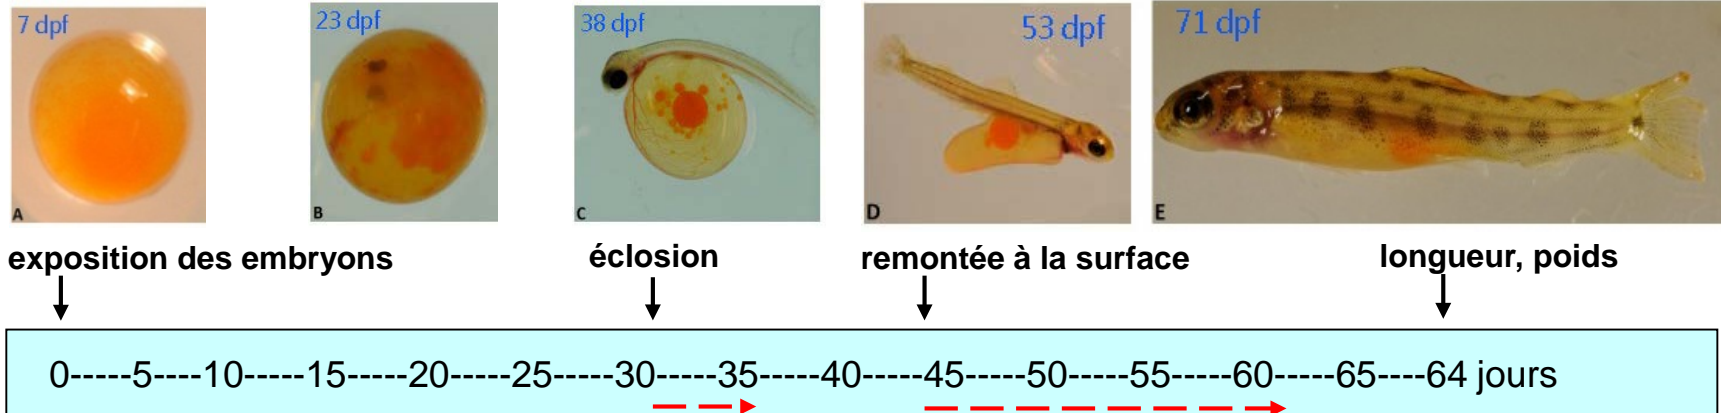 7 dpf
23 dpf
38 dpf
53 dpf
71 dpf
A
B
C
D
E
exposition des embryons
éclosion
remontée à la surface
longueur, poids
0-----5----10-----15-----20-----25-----30-----35-----40-----45-----50-----55-----60-----65----64 jours